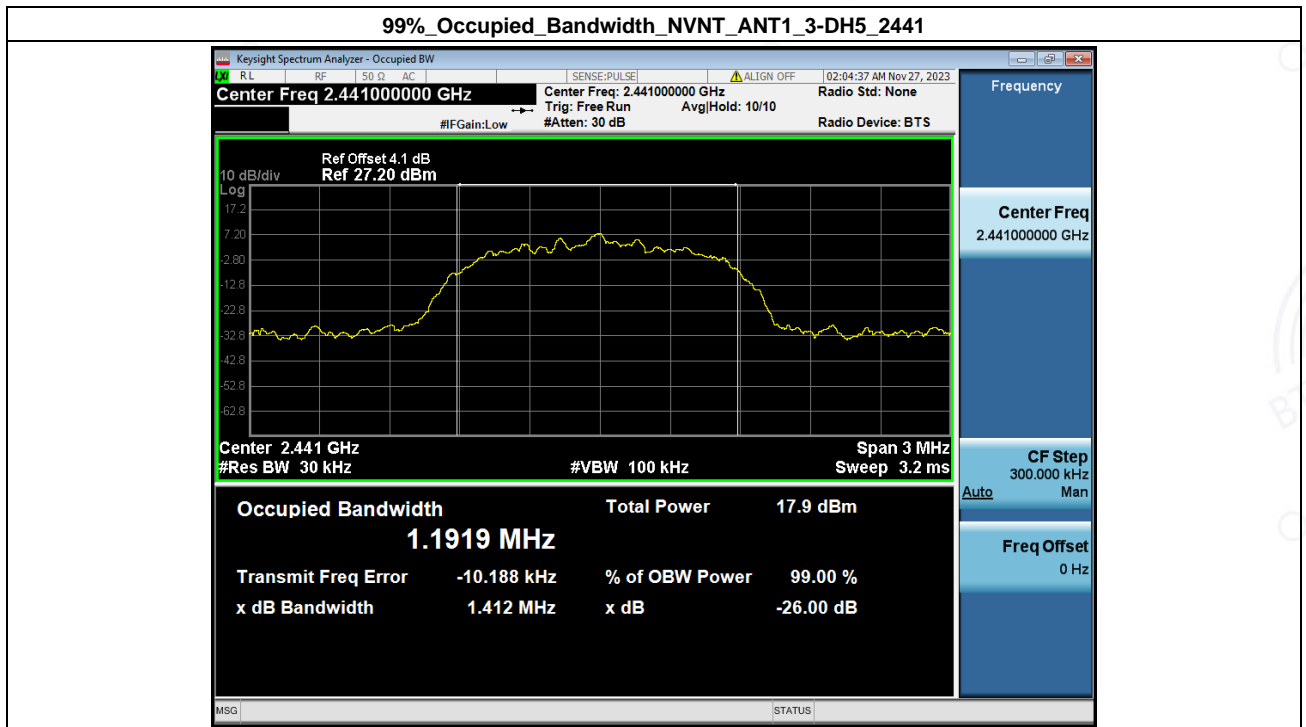 99%_Occupied_Bandwidth_NVNT_ANT1_3-DH5_2441
Keysight Spectrum Analyzer - Occupied BW
LXI RL RF 50 Ω AC SENSE:PULSE ALIGN OFF 02:04:37 AM Nov 27, 2023
Center Freq 2.441000000 GHz
Center Freq: 2.441000000 GHz
Radio Std: None
Trig: Free Run Avg|Hold: 10/10
#IFGain:Low #Atten: 30 dB Radio Device: BTS
Frequency
Ref Offset 4.1 dB
10 dB/div Ref 27.20 dBm
Log
17.2
7.20
-2.80
-12.8
-22.8
-32.8
-42.8
-52.8
-62.8
Center 2.441 GHz Span 3 MHz
#Res BW 30 kHz #VBW 100 kHz Sweep 3.2 ms
Occupied Bandwidth Total Power 17.9 dBm
1.1919 MHz
Transmit Freq Error -10.188 kHz % of OBW Power 99.00 %
x dB Bandwidth 1.412 MHz x dB -26.00 dB
Center Freq
2.441000000 GHz
CF Step
300.000 kHz
Auto Man
Freq Offset
0 Hz
MSG STATUS